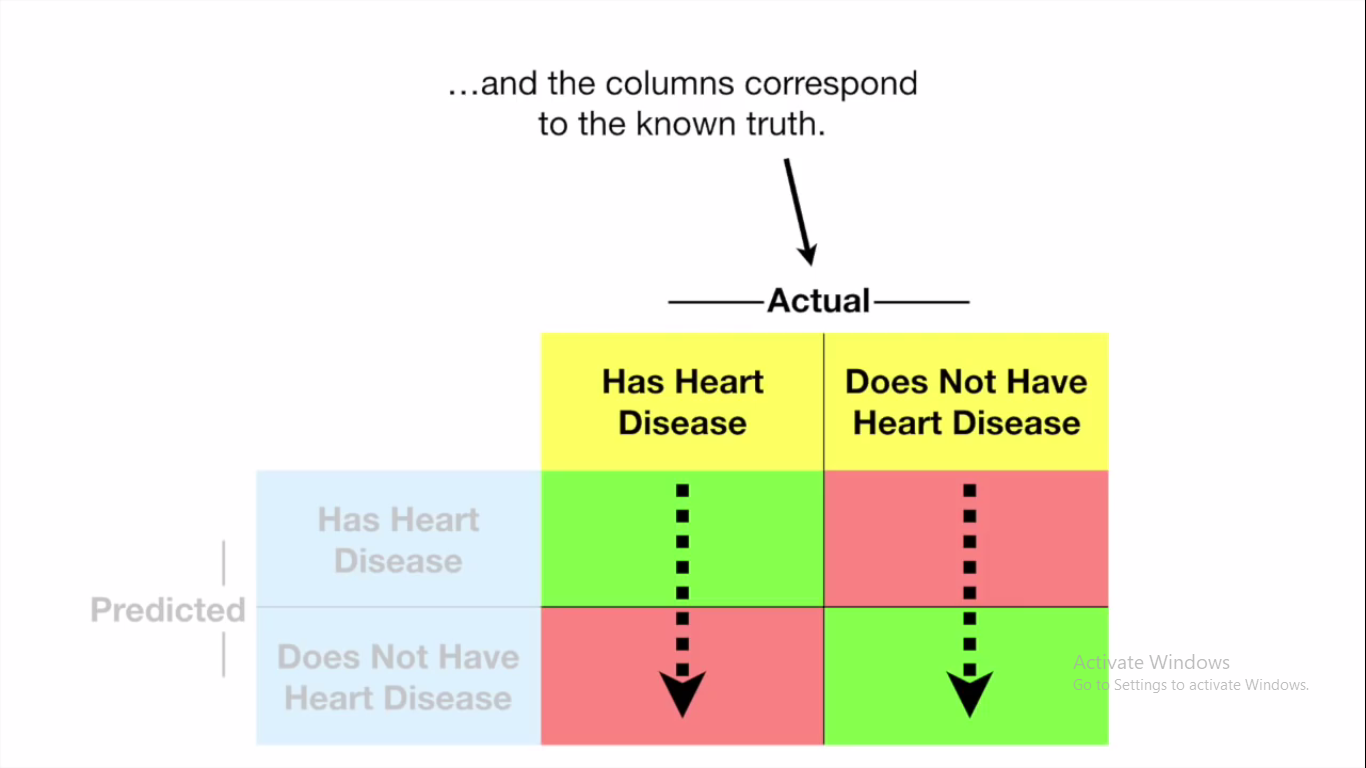 …and the columns correspond
to the known truth.
Actual
Has Heart
Disease
Does Not Have
Heart Disease
Has Heart
Disease
Predicted
Does Not Have
Heart Disease
Activate Windows
Go to Settings to activate Windows.